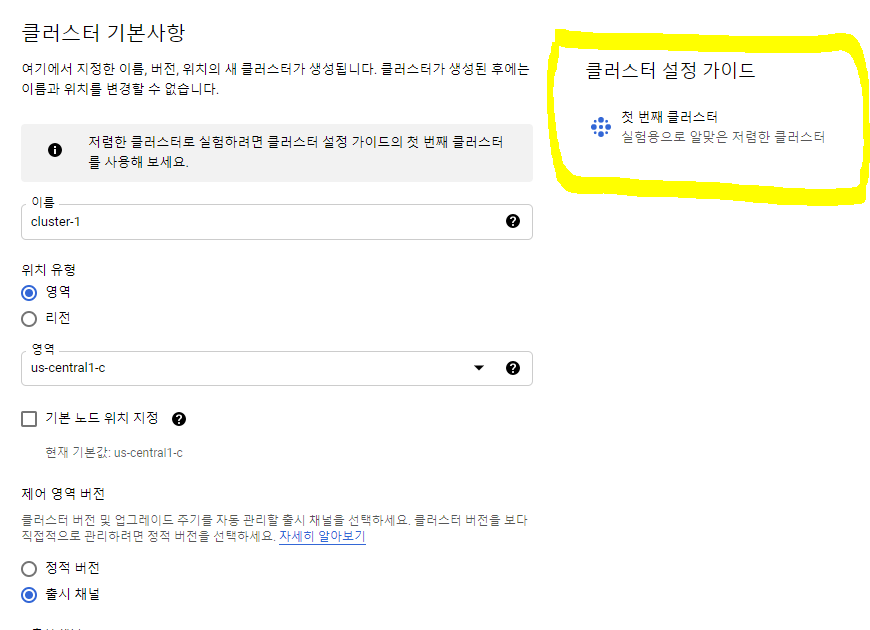 클러스터 기본사항
여기에서 지정한 이름, 버전, 위치의 새 클러스터가 생성됩니다. 클러스터가 생성된 후에는
이름과 위치를 변경할 수 없습니다.
저렴한 클러스터로 실험하려면 클러스터 설정 가이드의 첫 번째 클러스터
를 사용해 보세요.
이름
cluster-1
위치 유형
영역
리전
영역
us-central1-c
기본 노드 위치 지정
현재 기본값: us-central1-c
제어 영역 버전
클러스터 버전 및 업그레이드 주기를 자동 관리할 출시 채널을 선택하세요. 클러스터 버전을 보다
직접적으로 관리하려면 정적 버전을 선택하세요. 자세히 알아보기
정적 버전
출시 채널
클러스터 설정 가이드
첫 번째 클러스터
실험용으로 알맞은 저렴한 클러스터